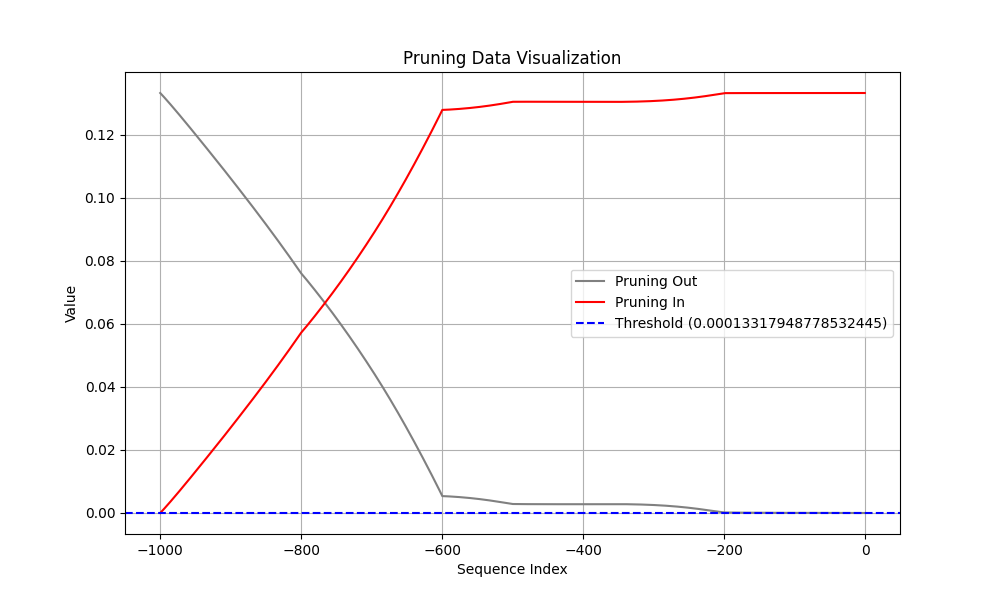 Pruning Data Visualization
Value
0.12
0.10
0.08
0.06
0.04
0.02
0.00
Pruning Out
Pruning In
Threshold (0.00013317948778532445)
−1000 −800 −600 −400 −200 0
Sequence Index